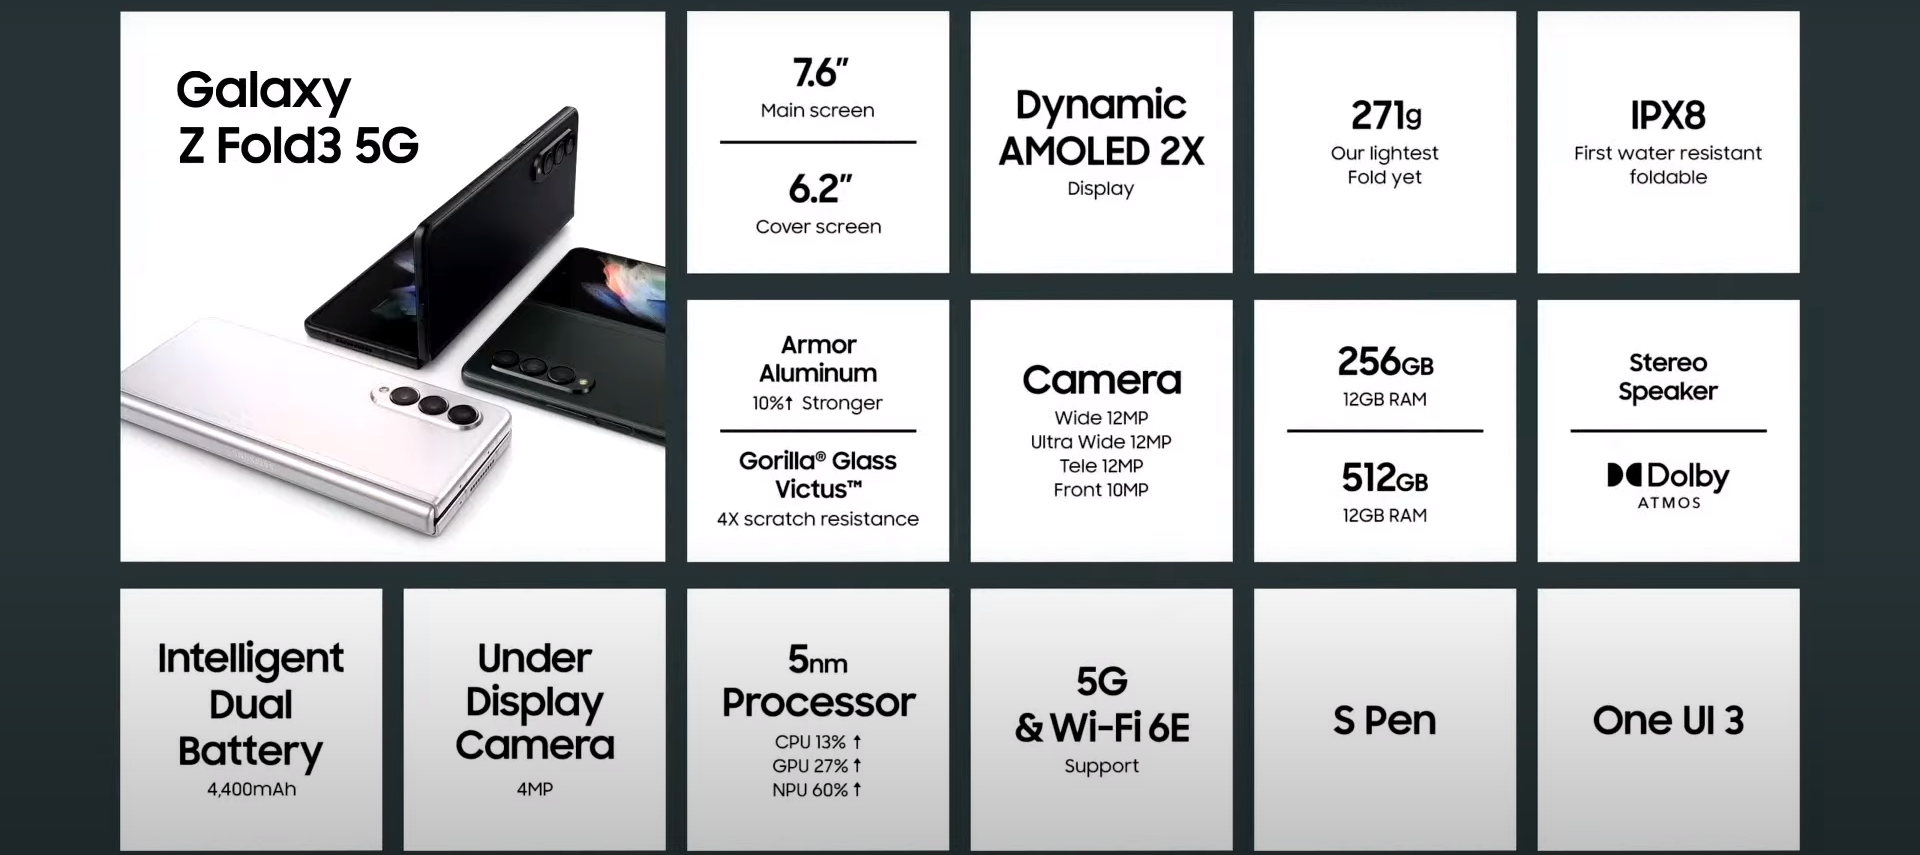 Galaxy
Z Fold3 5G
7.6”
Main screen
6.2”
Cover screen
Dynamic
AMOLED 2X
Display
271g
Our lightest
Fold yet
IPX8
First water resistant
foldable
Armor
Aluminum
10%↑ Stronger
Gorilla® Glass
Victus™
4X scratch resistance
Camera
Wide 12MP
Ultra Wide 12MP
Tele 12MP
Front 10MP
256GB
12GB RAM
512GB
12GB RAM
Stereo
Speaker
Dolby
ATMOS
Intelligent
Dual
Battery
4,400mAh
Under
Display
Camera
4MP
5nm
Processor
CPU 13% ↑
GPU 27% ↑
NPU 60% ↑
5G
& Wi-Fi 6E
Support
S Pen
One UI 3